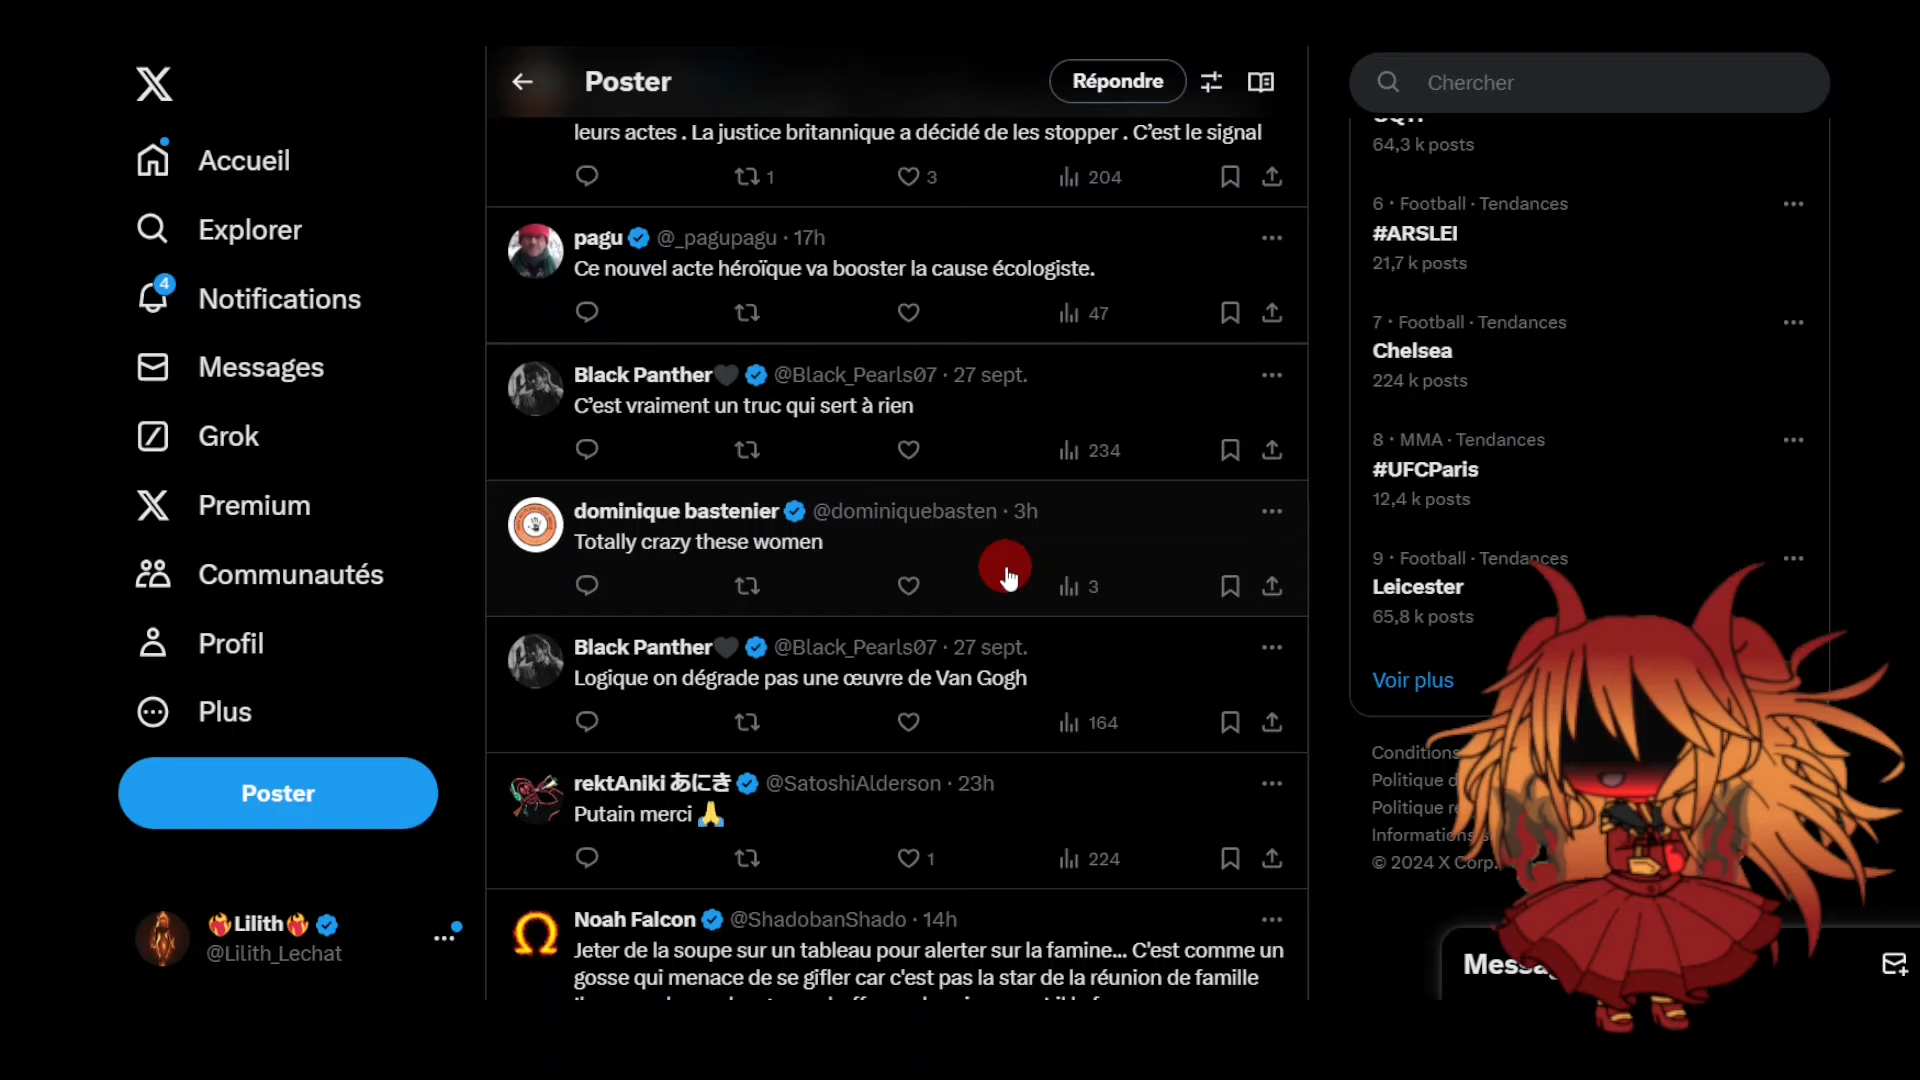 Accueil
Explorer
4
Notifications
Messages
Grok
Premium
Communautés
Profil
Plus
Poster
🔥Lilith🔥
@Lilith_Lechat
Poster
Répondre
leurs actes . La justice britannique a décidé de les stopper . C’est le signal
1 3 204
pagu @_pagupagu · 17h
Ce nouvel acte héroïque va booster la cause écologiste.
47
Black Panther🖤 @Black_Pearls07 · 27 sept.
C’est vraiment un truc qui sert à rien
234
dominique bastenier @dominiquebasten · 3h
Totally crazy these women
3
Black Panther🖤 @Black_Pearls07 · 27 sept.
Logique on dégrade pas une œuvre de Van Gogh
164
rektAniki あにき @SatoshiAlderson · 23h
Putain merci 🙏
1 224
Noah Falcon @ShadobanShado · 14h
Jeter de la soupe sur un tableau pour alerter sur la famine... C'est comme un
gosse qui menace de se gifler car c'est pas la star de la réunion de famille
Chercher
64,3 k posts
6 · Football · Tendances
#ARSLEI
21,7 k posts
7 · Football · Tendances
Chelsea
224 k posts
8 · MMA · Tendances
#UFCParis
12,4 k posts
9 · Football · Tendances
Leicester
65,8 k posts
Voir plus
Conditions
Politique
Politique
Informations
© 2024 X Corp.